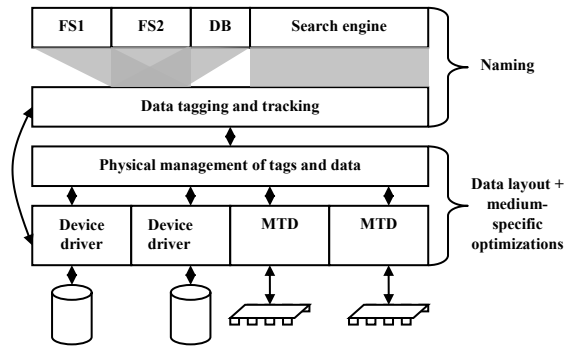 FS1
FS2
DB
Search engine
Naming
Data tagging and tracking
Physical management of tags and data
Data layout +
medium-
specific
optimizations
Device
driver
Device
driver
MTD
MTD